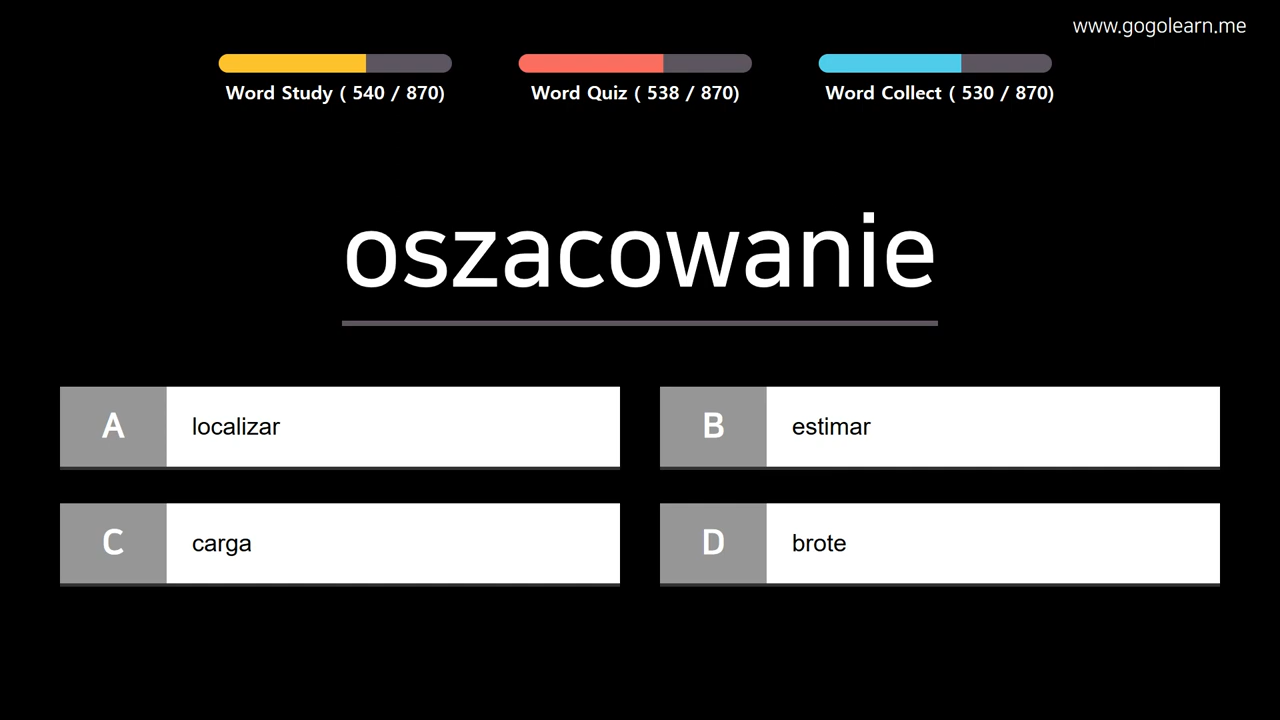 www.gogolearn.me
Word Study ( 540 / 870)
Word Quiz ( 538 / 870)
Word Collect ( 530 / 870)
oszacowanie
A localizar
B estimar
C carga
D brote